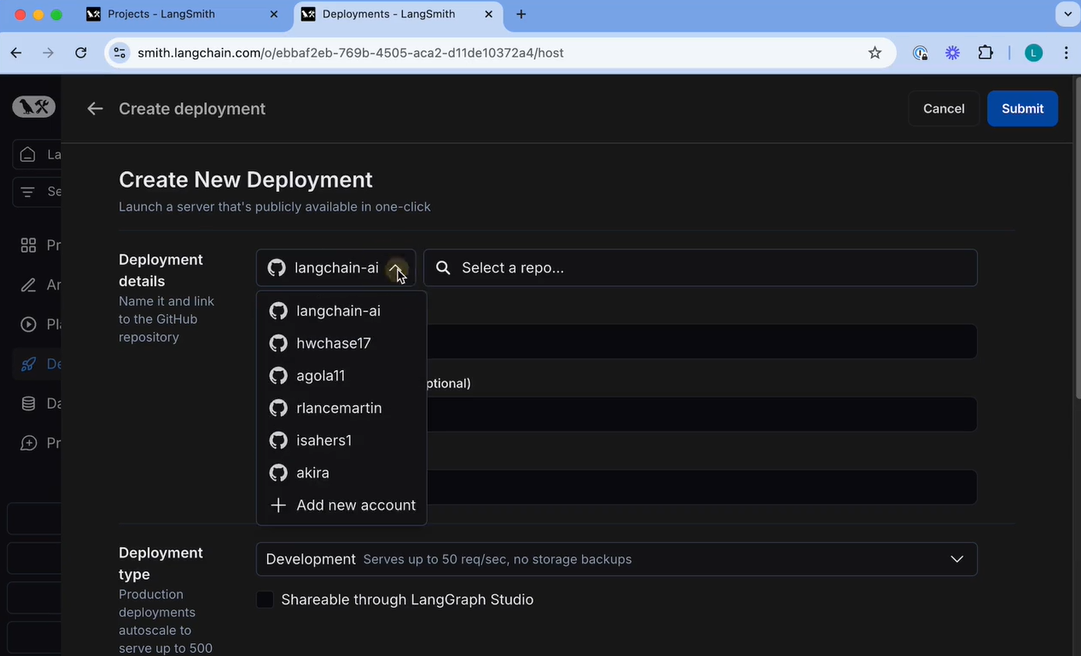 Projects - LangSmith
Deployments - LangSmith
smith.langchain.com/o/ebbaf2eb-769b-4505-aca2-d11de10372a4/host
L
Create deployment
Cancel
Submit
La
Se
Pr
An
Pla
De
Da
Pr
Create New Deployment
Launch a server that's publicly available in one-click
Deployment
details
Name it and link
to the GitHub
repository
langchain-ai
Select a repo...
langchain-ai
hwchase17
agola11
rlancemartin
isahers1
akira
Add new account
ptional)
Deployment
type
Production
deployments
autoscale to
serve up to 500
Development Serves up to 50 req/sec, no storage backups
Shareable through LangGraph Studio